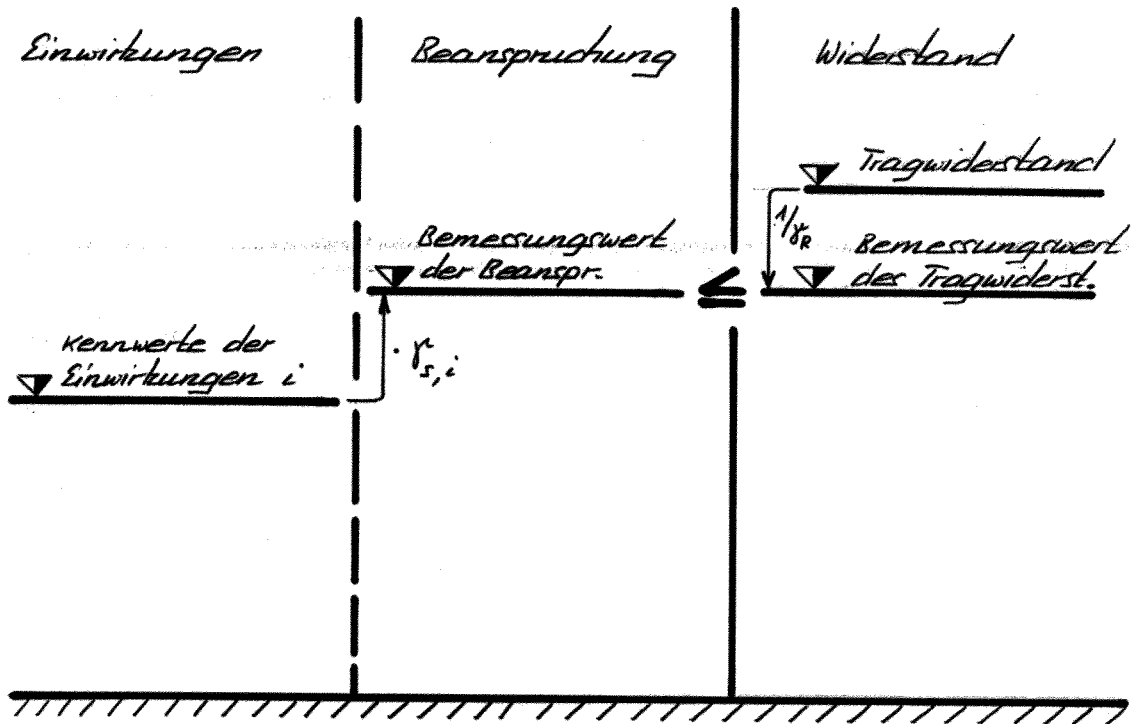 Einwirkungen
Beanspruchung
Widerstand
Tragwiderstand
1/γR
Bemessungswert
der Beanspr.
≤
Bemessungswert
des Tragwiderst.
Kennwerte der
Einwirkungen i
· γs,i